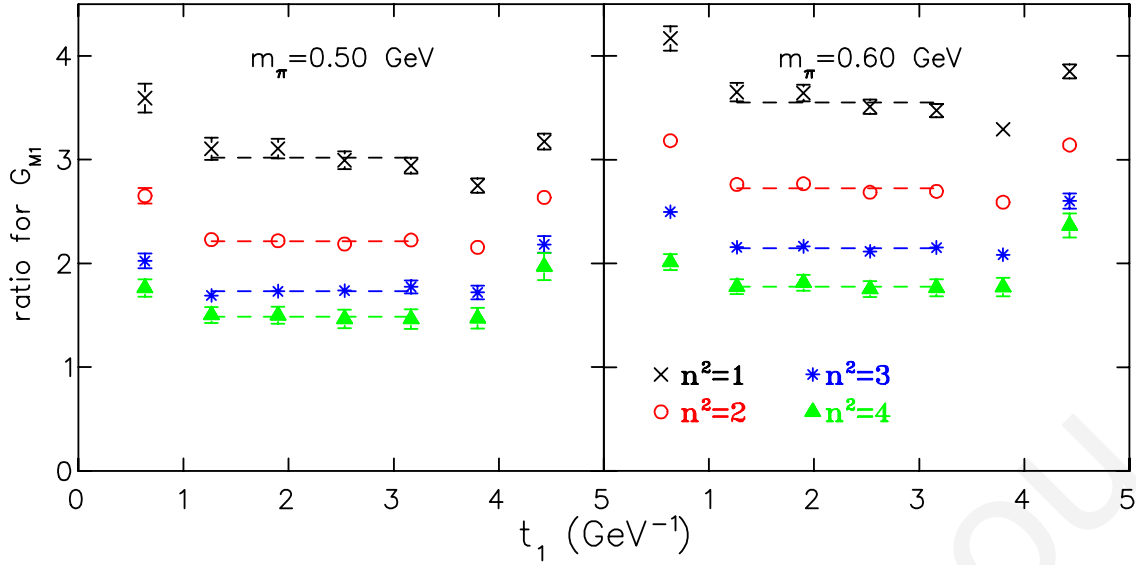 ratio for G_M1
4
3
2
1
0
m_π=0.50 GeV
m_π=0.60 GeV
× n²=1
∗ n²=3
○ n²=2
▲ n²=4
0 1 2 3 4 5 1 2 3 4 5
t_1 (GeV⁻¹)
ou